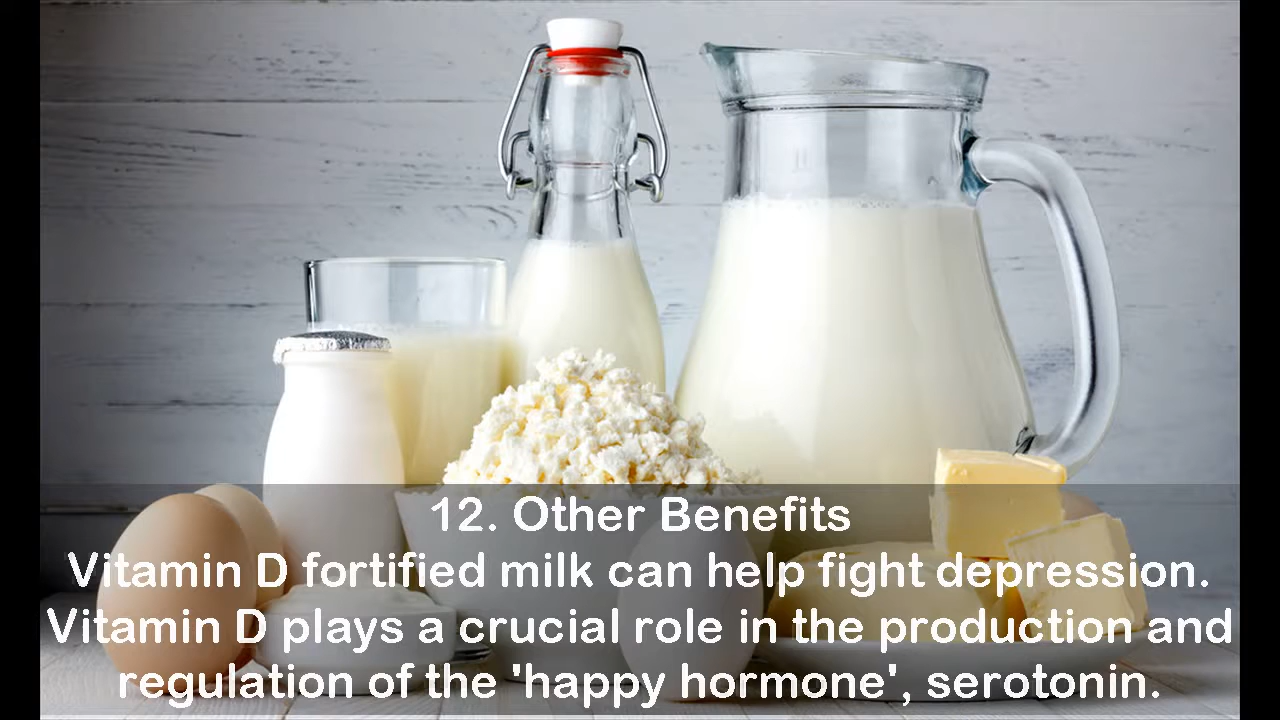 12. Other Benefits
Vitamin D fortified milk can help fight depression.
Vitamin D plays a crucial role in the production and
regulation of the 'happy hormone', serotonin.